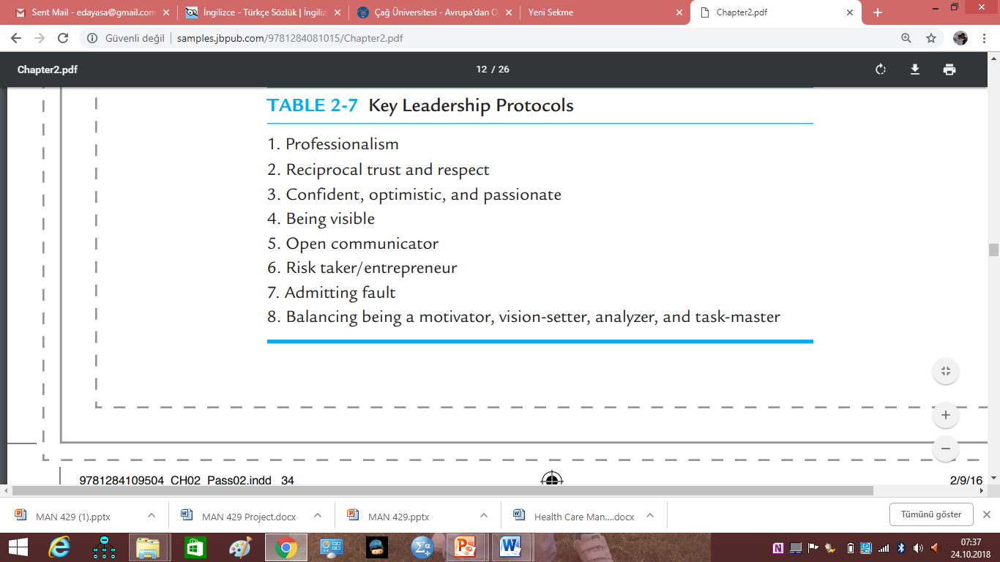 Sent Mail - edayasa@gmail.com
İngilizce - Türkçe Sözlük | İngiliz
Çağ Üniversitesi - Avrupa'dan O
Yeni Sekme
Chapter2.pdf
Güvenli değil | samples.jbpub.com/9781284081015/Chapter2.pdf
Chapter2.pdf
12 / 26
TABLE 2-7 Key Leadership Protocols
1. Professionalism
2. Reciprocal trust and respect
3. Confident, optimistic, and passionate
4. Being visible
5. Open communicator
6. Risk taker/entrepreneur
7. Admitting fault
8. Balancing being a motivator, vision-setter, analyzer, and task-master
9781284109504_CH02_Pass02.indd 34
2/9/16
MAN 429 (1).pptx
MAN 429 Project.docx
MAN 429.pptx
Health Care Man....docx
Tümünü göster
07:37
24.10.2018